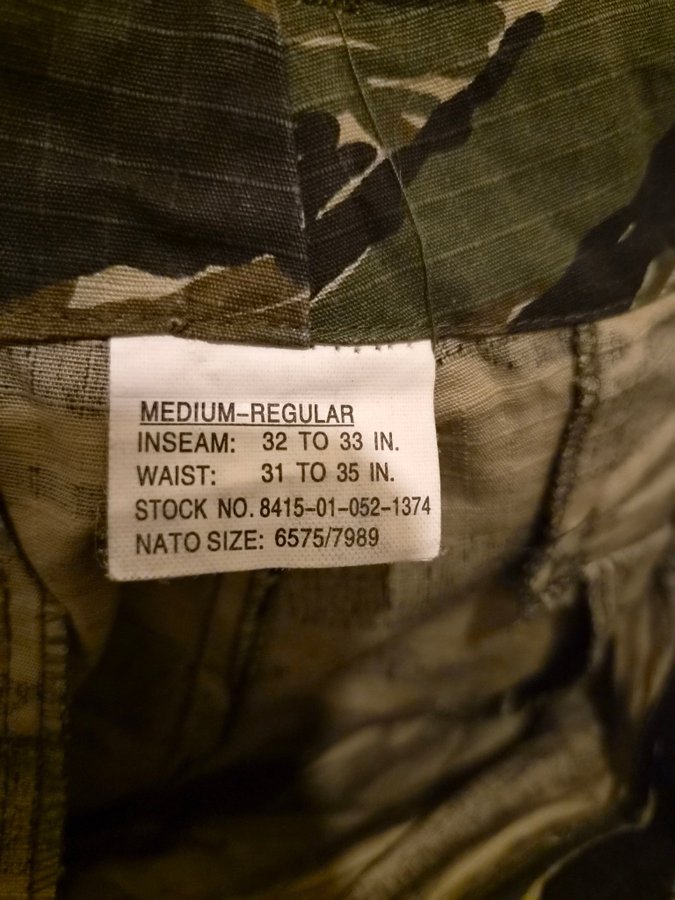 MEDIUM-REGULAR
INSEAM: 32 TO 33 IN.
WAIST: 31 TO 35 IN.
STOCK NO. 8415-01-052-1374
NATO SIZE: 6575/7989